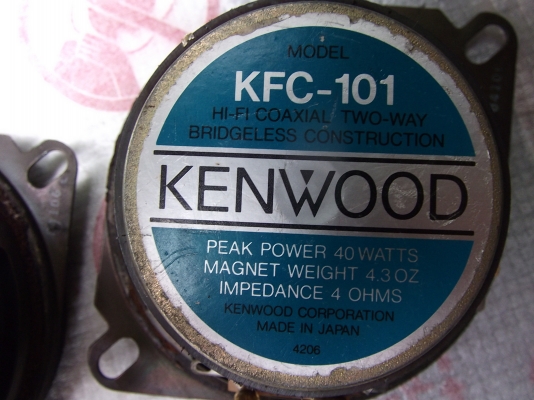 MODEL
KFC-101
HI-FI COAXIAL TWO-WAY
BRIDGELESS CONSTRUCTION
KENWOOD
PEAK POWER 40 WATTS
MAGNET WEIGHT 4.3 OZ
IMPEDANCE 4 OHMS
KENWOOD CORPORATION
MADE IN JAPAN
4206